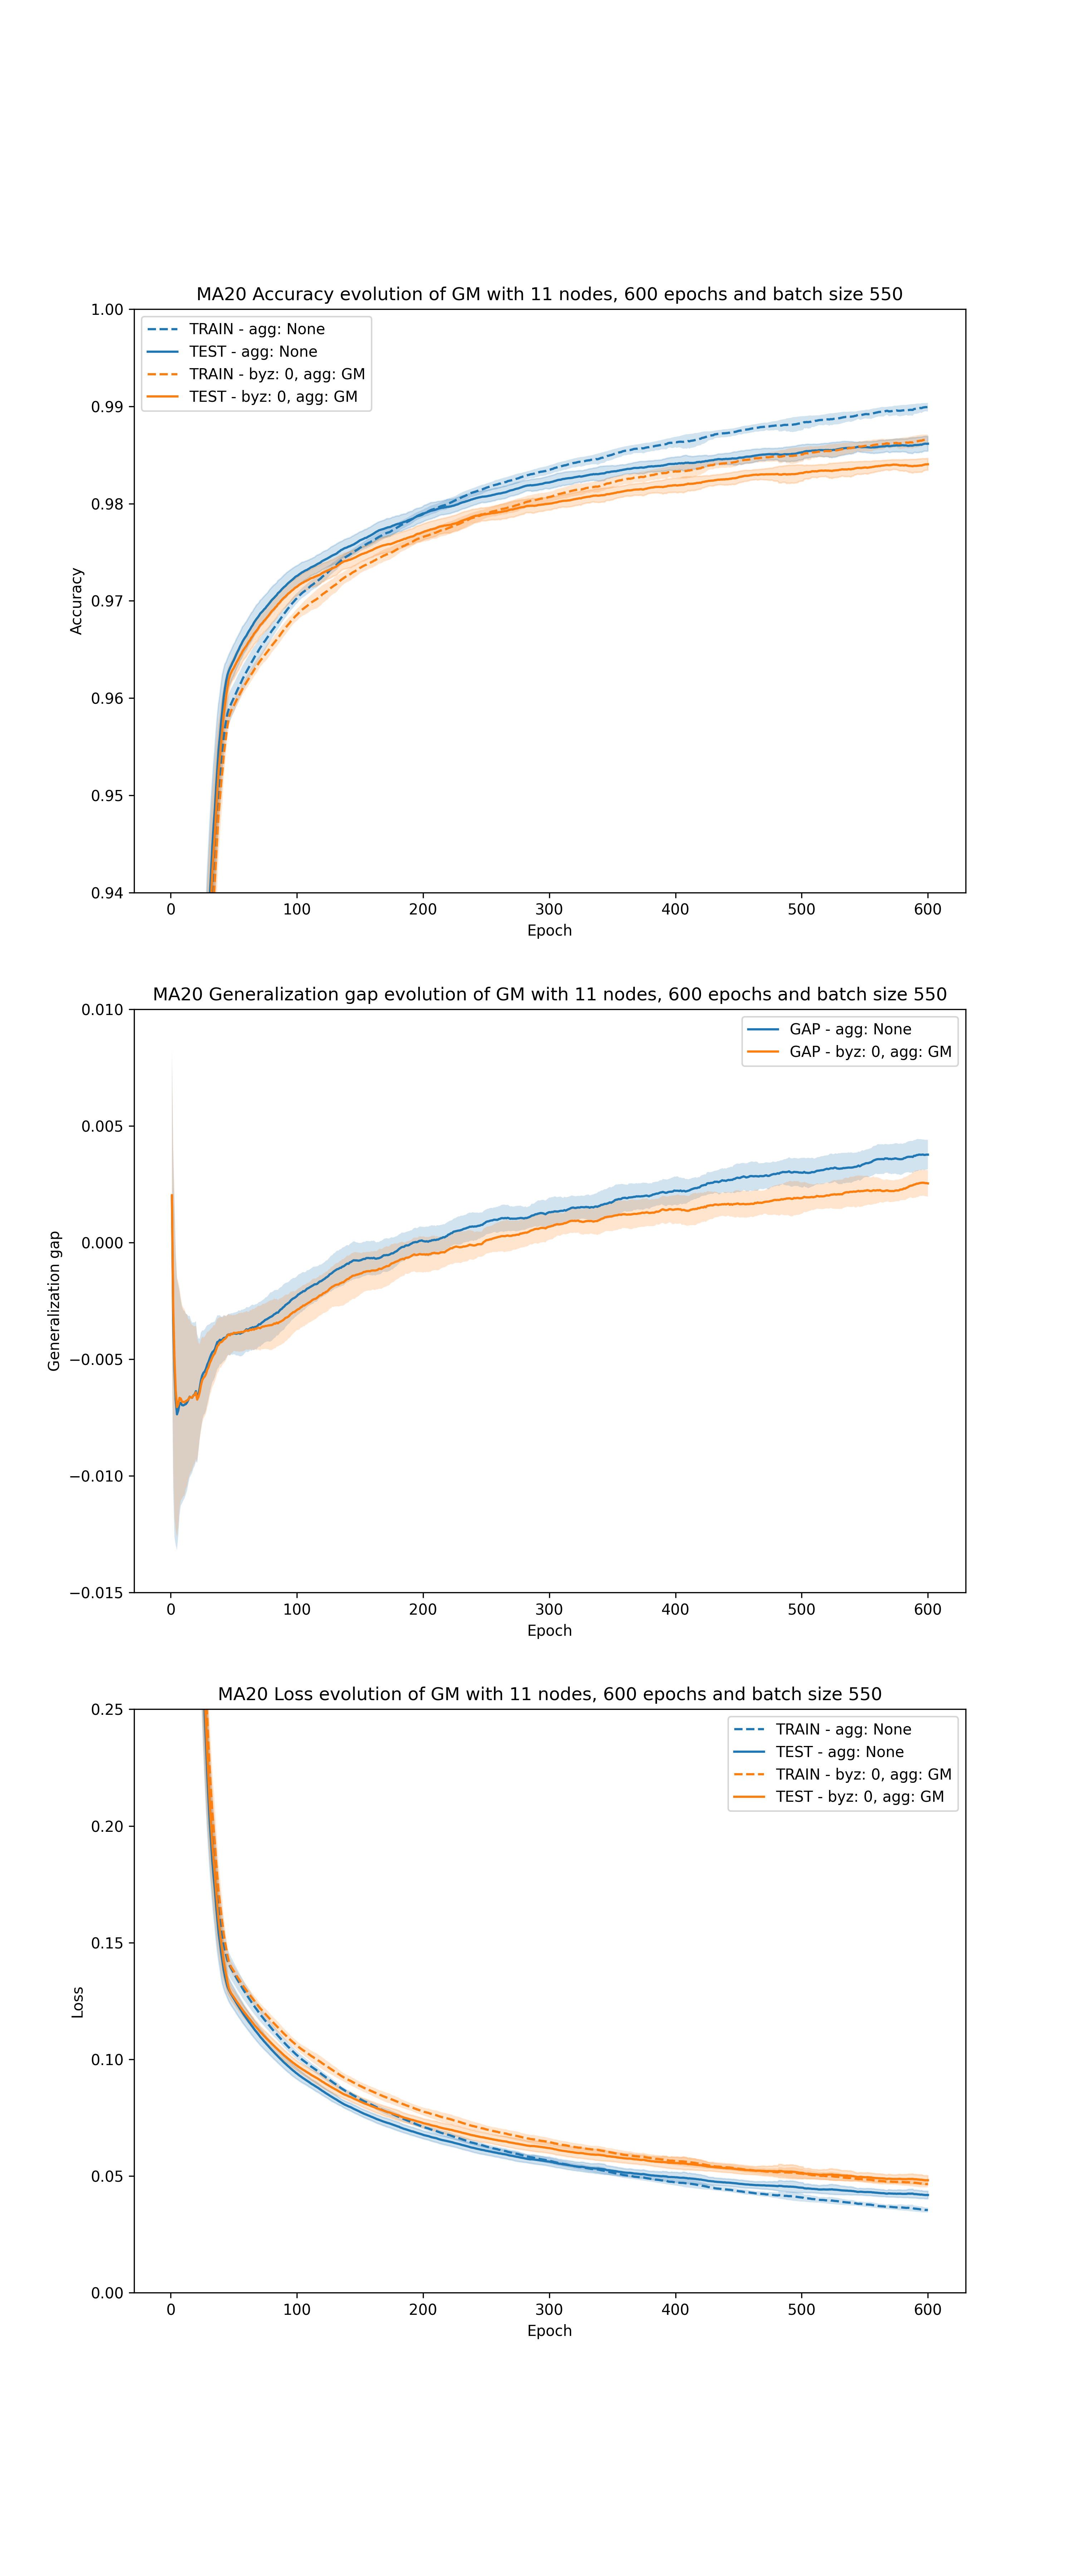 MA20 Accuracy evolution of GM with 11 nodes, 600 epochs and batch size 550
1.00
0.99
0.98
0.97
0.96
0.95
0.94
Accuracy
TRAIN - agg: None
TEST - agg: None
TRAIN - byz: 0, agg: GM
TEST - byz: 0, agg: GM
0 100 200 300 400 500 600
Epoch
MA20 Generalization gap evolution of GM with 11 nodes, 600 epochs and batch size 550
0.010
0.005
0.000
−0.005
−0.010
−0.015
Generalization gap
GAP - agg: None
GAP - byz: 0, agg: GM
0 100 200 300 400 500 600
Epoch
MA20 Loss evolution of GM with 11 nodes, 600 epochs and batch size 550
0.25
0.20
0.15
0.10
0.05
0.00
Loss
TRAIN - agg: None
TEST - agg: None
TRAIN - byz: 0, agg: GM
TEST - byz: 0, agg: GM
0 100 200 300 400 500 600
Epoch